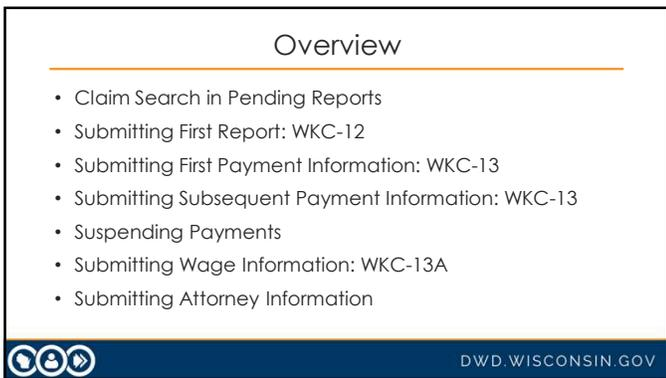 Overview
• Claim Search in Pending Reports
• Submitting First Report: WKC-12
• Submitting First Payment Information: WKC-13
• Submitting Subsequent Payment Information: WKC-13
• Suspending Payments
• Submitting Wage Information: WKC-13A
• Submitting Attorney Information
DWD.WISCONSIN.GOV